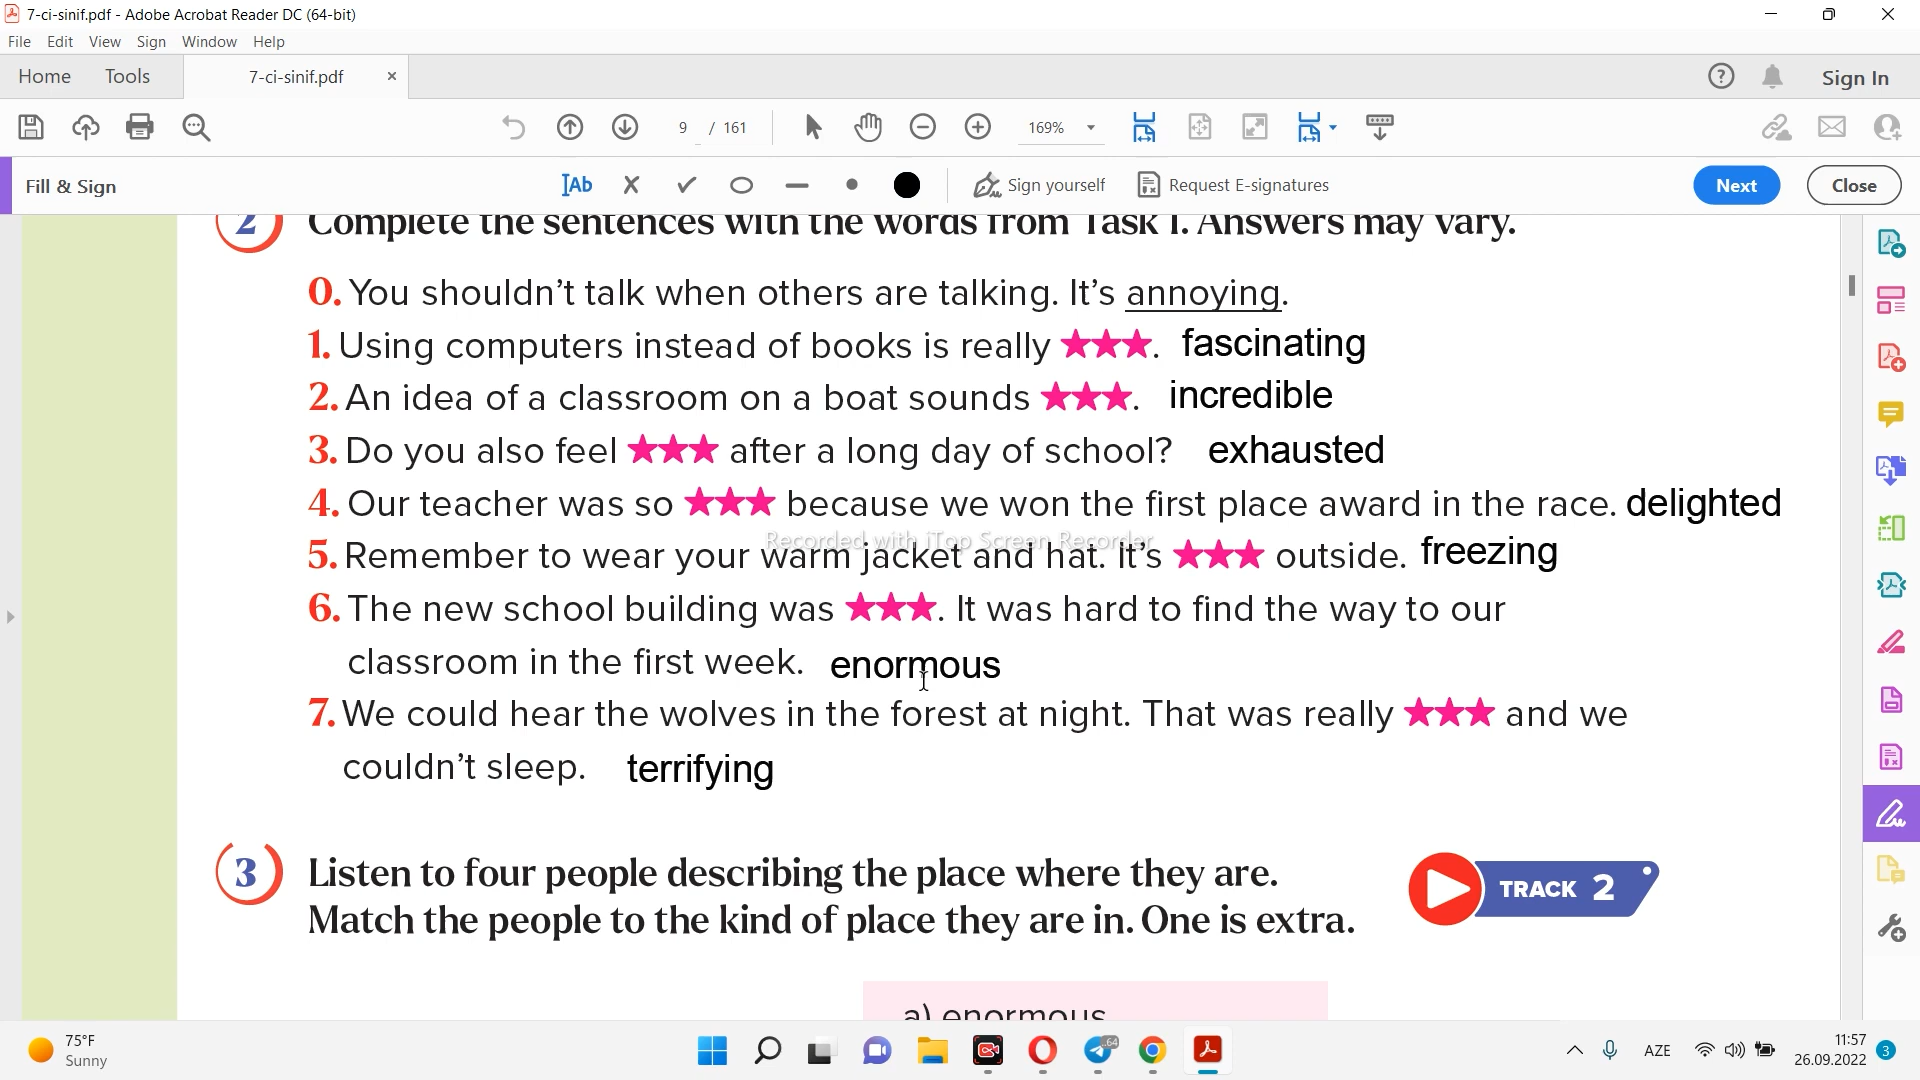 7-ci-sinif.pdf - Adobe Acrobat Reader DC (64-bit)
File Edit View Sign Window Help
Home Tools 7-ci-sinif.pdf × Sign In
9 / 161 169%
Fill & Sign Ab Sign yourself Request E-signatures Next Close
2 Complete the sentences with the words from Task 1. Answers may vary.
0. You shouldn't talk when others are talking. It's annoying.
1. Using computers instead of books is really ★★★. fascinating
2. An idea of a classroom on a boat sounds ★★★. incredible
3. Do you also feel ★★★ after a long day of school? exhausted
4. Our teacher was so ★★★ because we won the first place award in the race. delighted
Recorded with iTop Screen Recorder
5. Remember to wear your warm jacket and hat. It's ★★★ outside. freezing
6. The new school building was ★★★. It was hard to find the way to our
classroom in the first week. enormous
7. We could hear the wolves in the forest at night. That was really ★★★ and we
couldn't sleep. terrifying
3 Listen to four people describing the place where they are.
Match the people to the kind of place they are in. One is extra.
TRACK 2
a) enormous
75°F
Sunny
64
AZE
11:57
26.09.2022
3